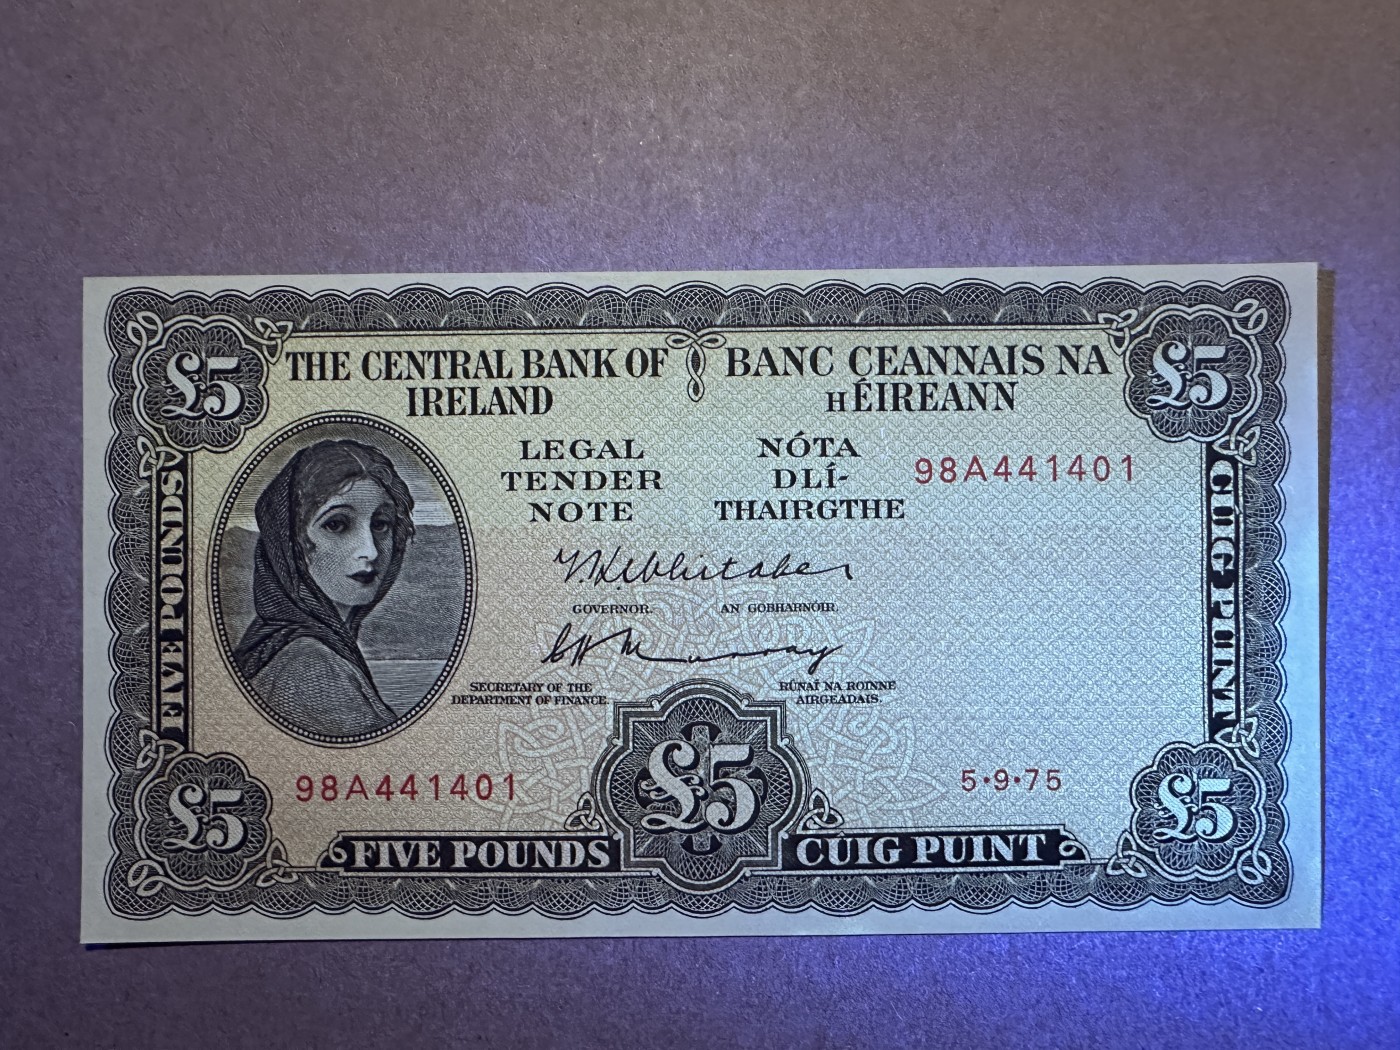 £5
THE CENTRAL BANK OF
IRELAND
BANC CEANNAIS NA
hÉIREANN
£5
LEGAL
TENDER
NOTE
NÓTA
DLÍ-
THAIRGTHE
98A441401
FIVE POUNDS
CÚIG PUINT
T.K.Whitaker
GOVERNOR.
AN GOBHARNÓIR.
C H Murray
SECRETARY OF THE
DEPARTMENT OF FINANCE.
RÚNAÍ NA ROINNE
AIRGEADAIS.
98A441401
£5
5·9·75
£5
FIVE POUNDS
CÚIG PUINT
£5